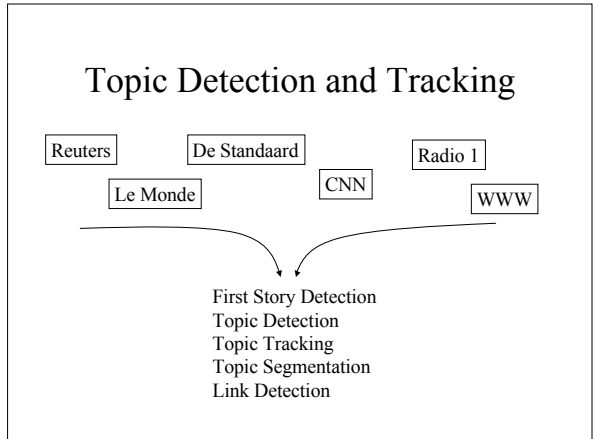 Topic Detection and Tracking
Reuters
De Standaard
Radio 1
Le Monde
CNN
WWW
First Story Detection
Topic Detection
Topic Tracking
Topic Segmentation
Link Detection